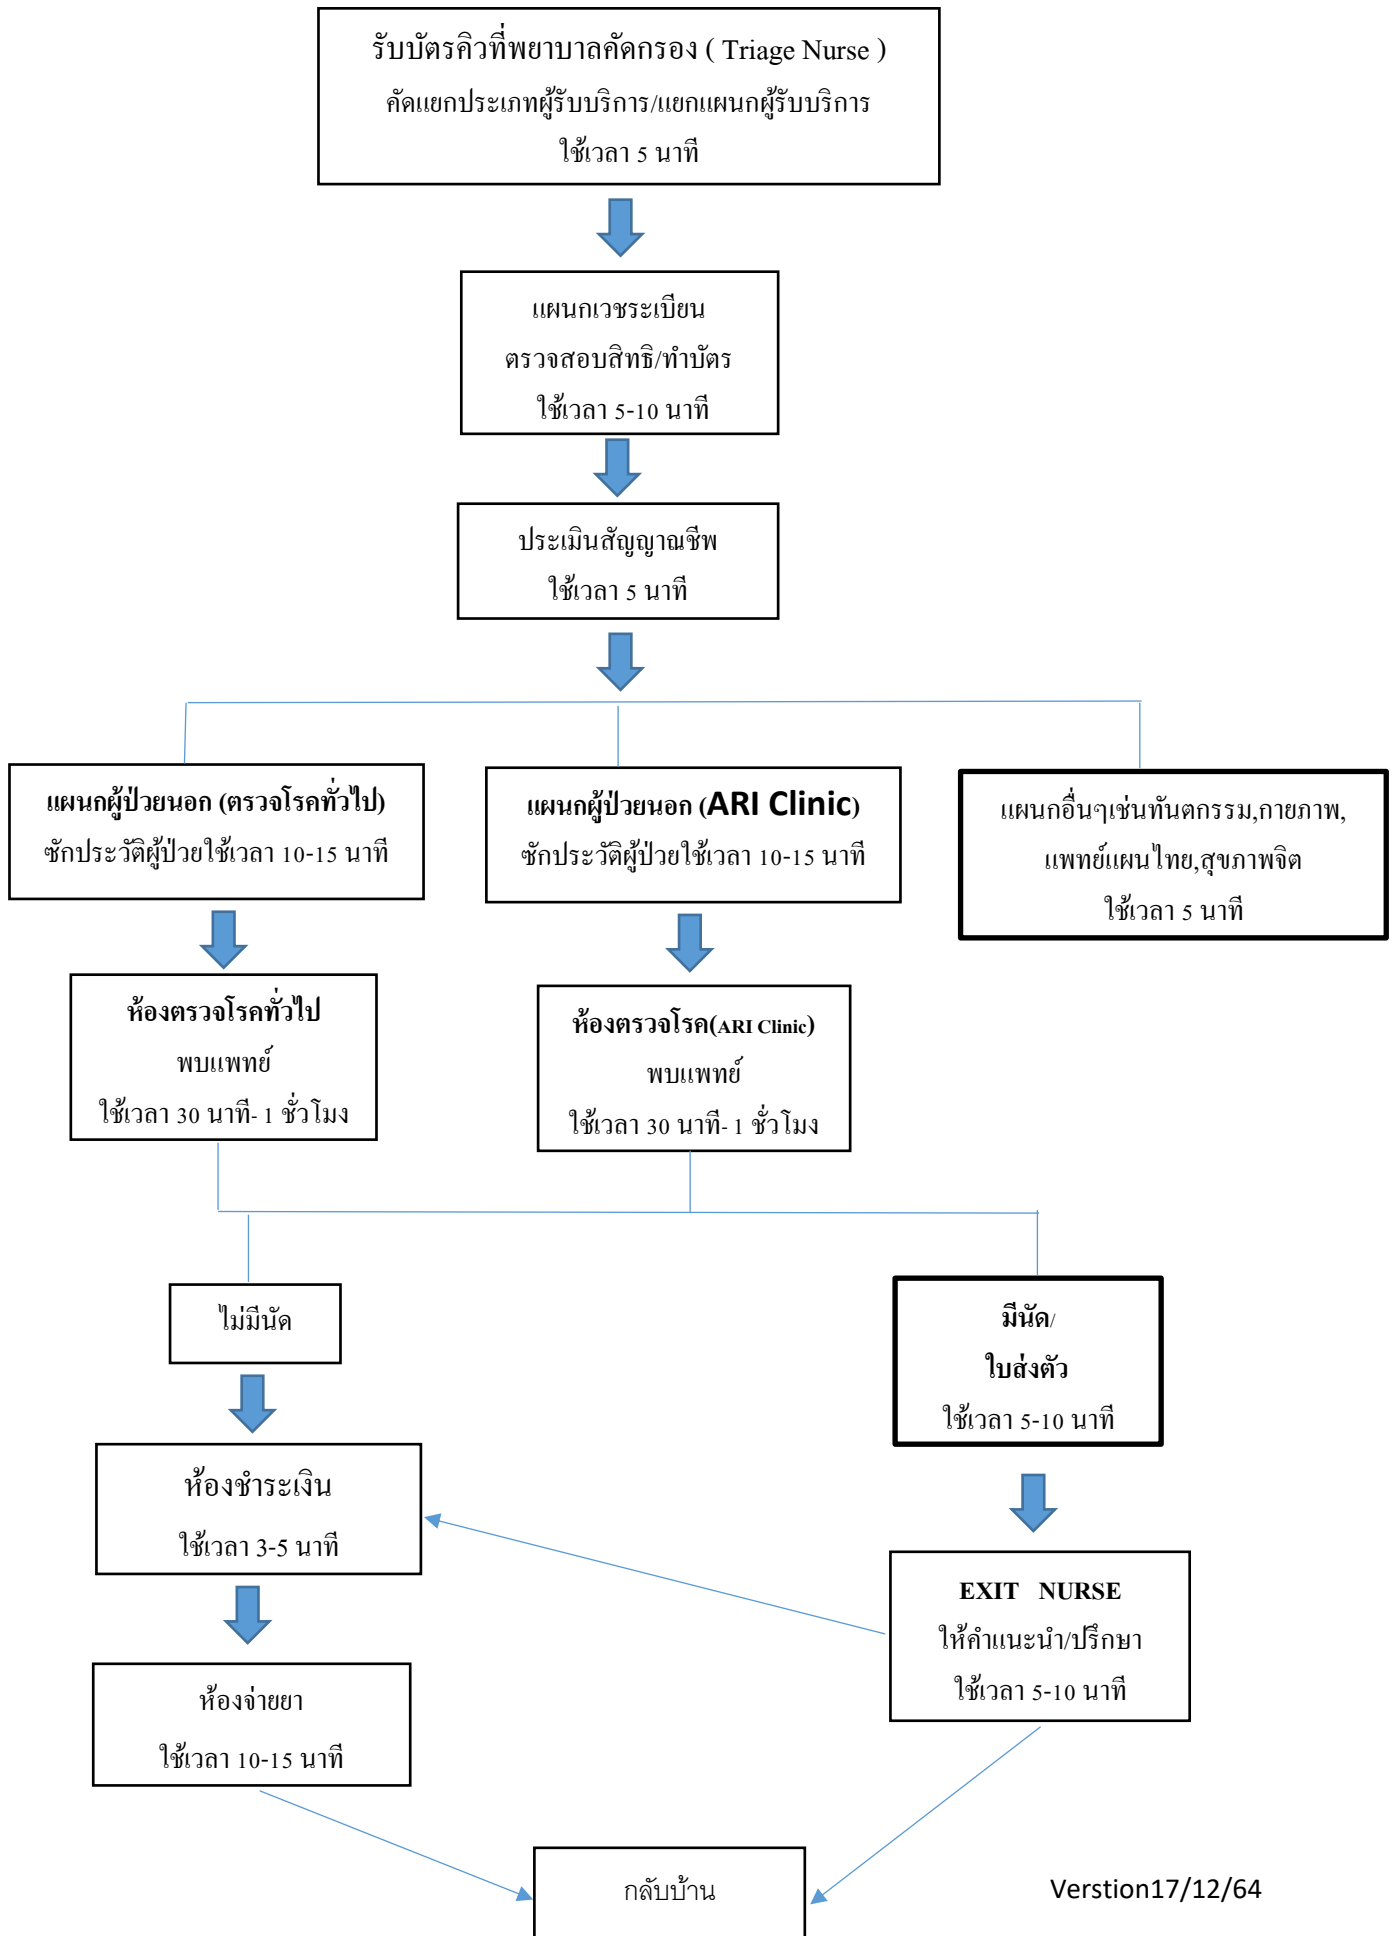 รับบัตรคิวที่พยาบาลคัดกรอง ( Triage Nurse )
คัดแยกประเภทผู้รับบริการ/แยกแผนกผู้รับบริการ
ใช้เวลา 5 นาที
แผนกเวชระเบียน
ตรวจสอบสิทธิ/ทำบัตร
ใช้เวลา 5-10 นาที
ประเมินสัญญาณชีพ
ใช้เวลา 5 นาที
แผนกผู้ป่วยนอก (ตรวจโรคทั่วไป)
ซักประวัติผู้ป่วยใช้เวลา 10-15 นาที
แผนกผู้ป่วยนอก (ARI Clinic)
ซักประวัติผู้ป่วยใช้เวลา 10-15 นาที
แผนกอื่นๆเช่นทันตกรรม,กายภาพ,
แพทย์แผนไทย,สุขภาพจิต
ใช้เวลา 5 นาที
ห้องตรวจโรคทั่วไป
พบแพทย์
ใช้เวลา 30 นาที- 1 ชั่วโมง
ห้องตรวจโรค(ARI Clinic)
พบแพทย์
ใช้เวลา 30 นาที- 1 ชั่วโมง
ไม่มีนัด
มีนัด/
ใบส่งตัว
ใช้เวลา 5-10 นาที
ห้องชำระเงิน
ใช้เวลา 3-5 นาที
EXIT NURSE
ให้คำแนะนำ/ปรึกษา
ใช้เวลา 5-10 นาที
ห้องจ่ายยา
ใช้เวลา 10-15 นาที
กลับบ้าน
Verstion17/12/64